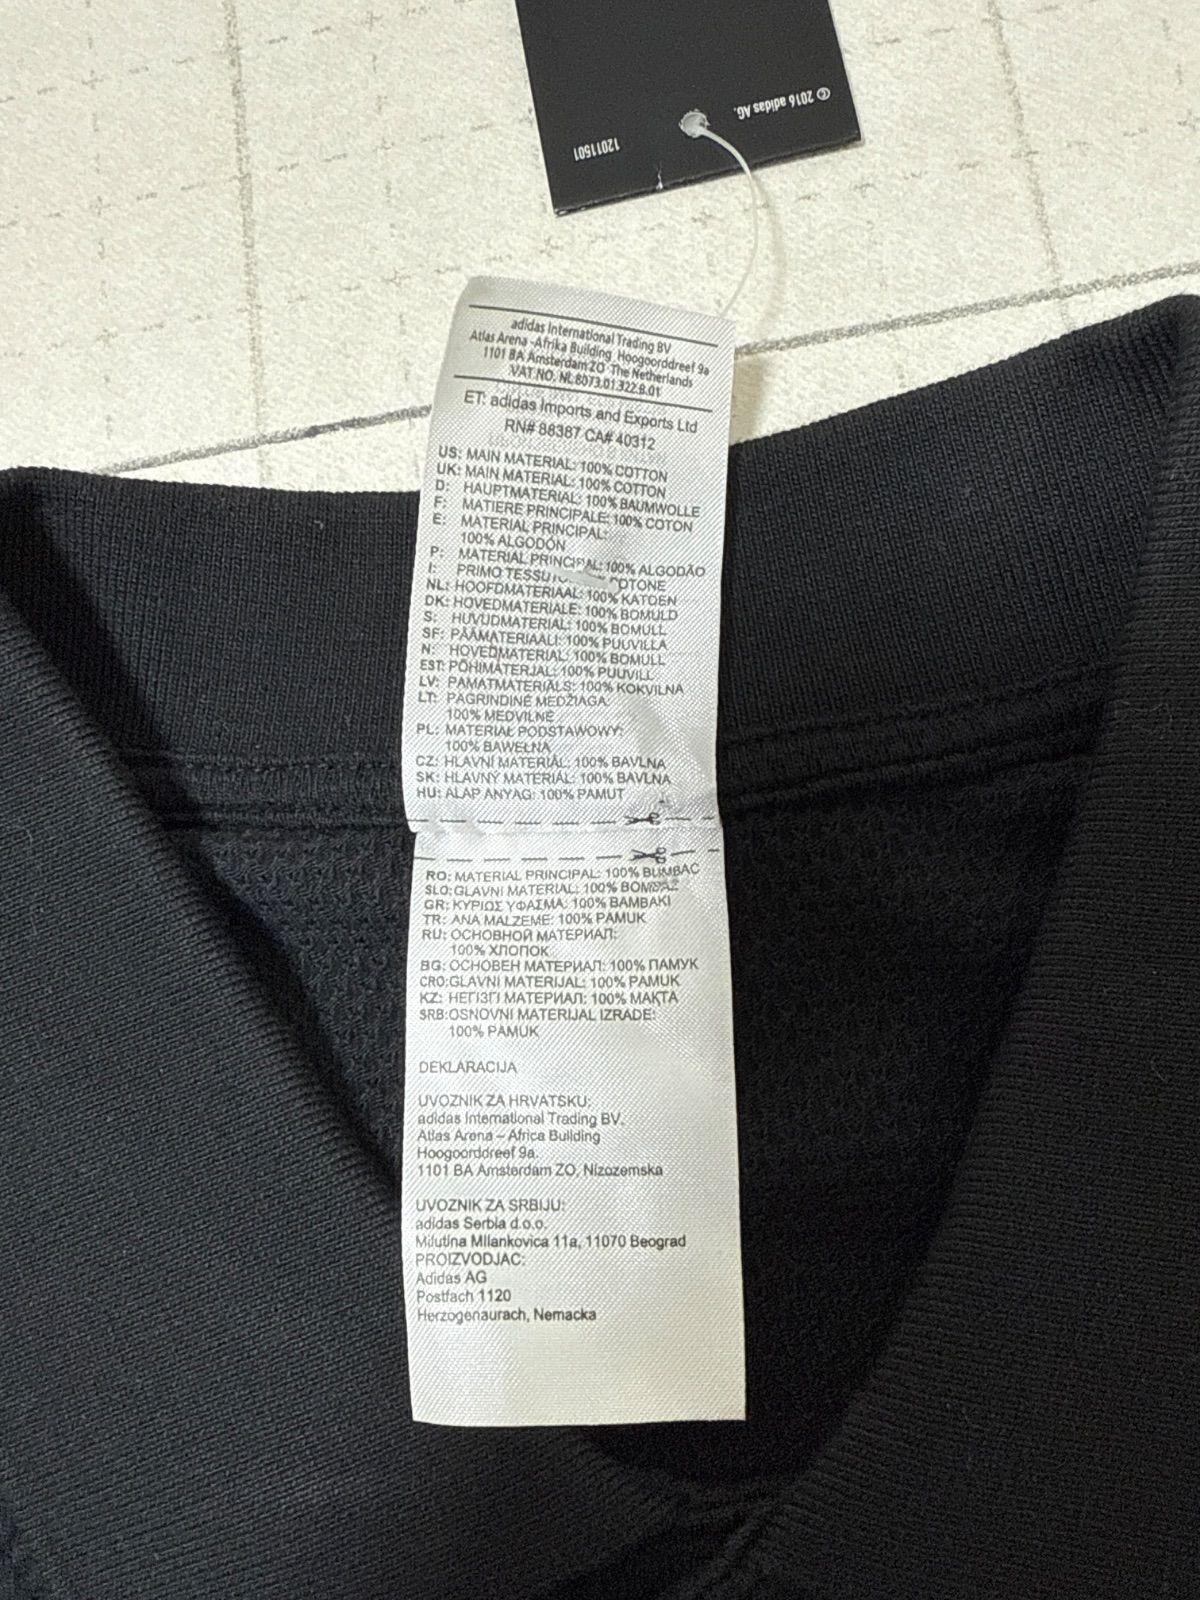 © 2016 adidas AG.
12011501
adidas International Trading BV
Atlas Arena -Afrika Building Hoogoorddreef 9a
1101 BA Amsterdam ZO The Netherlands
VAT NO. NL8073.01.322.B.01
ET: adidas Imports and Exports Ltd
RN# 88387 CA# 40312
US: MAIN MATERIAL: 100% COTTON
UK: MAIN MATERIAL: 100% COTTON
D: HAUPTMATERIAL: 100% BAUMWOLLE
F: MATIERE PRINCIPALE: 100% COTON
E: MATERIAL PRINCIPAL:
100% ALGODÓN
P: MATERIAL PRINCIPAL: 100% ALGODÃO
I: PRIMO
NL: HOOFDMATERIAAL: 100% KATOEN
DK: HOVEDMATERIALE: 100% BOMULD
S: HUVUDMATERIAL: 100% BOMULL
SF: PÄÄMATERIAALI: 100% PUUVILLA
N: HOVEDMATERIAL: 100% BOMULL
EST: PÕHIMATERJAL: 100% PUUVILL
LV: PAMATMATERIĀLS: 100% KOKVILNA
LT: PAGRINDINĖ MEDŽIAGA:
100% MEDVILNĖ
PL: MATERIAŁ PODSTAWOWY:
100% BAWEŁNA
CZ: HLAVNÍ MATERIÁL: 100% BAVLNA
SK: HLAVNÝ MATERIÁL: 100% BAVLNA
HU: ALAP ANYAG: 100% PAMUT
RO: MATERIAL PRINCIPAL: 100% BUMBAC
SLO: GLAVNI MATERIAL: 100% BOMBAŽ
GR: ΚΥΡΙΟΣ ΥΦΑΣΜΑ: 100% ΒΑΜΒΑΚΙ
TR: ANA MALZEME: 100% PAMUK
RU: ОСНОВНОЙ МАТЕРИАЛ:
100% ХЛОПОК
BG: ОСНОВЕН МАТЕРИАЛ: 100% ПАМУК
CRO: GLAVNI MATERIJAL: 100% PAMUK
KZ: НЕГІЗГІ МАТЕРИАЛ: 100% МАҚТА
SRB: OSNOVNI MATERIJAL IZRADE:
100% PAMUK
DEKLARACIJA
UVOZNIK ZA HRVATSKU:
adidas International Trading BV.
Atlas Arena – Africa Building
Hoogoorddreef 9a.
1101 BA Amsterdam ZO, Nizozemska
UVOZNIK ZA SRBIJU:
adidas Serbia d.o.o.
Milutina Milankovica 11a, 11070 Beograd
PROIZVODJAC:
Adidas AG
Postfach 1120
Herzogenaurach, Nemacka